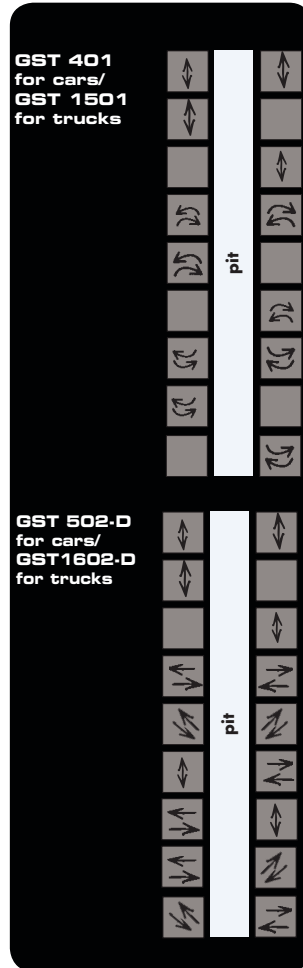 GST 401
for cars/
GST 1501
for trucks
pit
GST 502-D
for cars/
GST1602-D
for trucks
pit